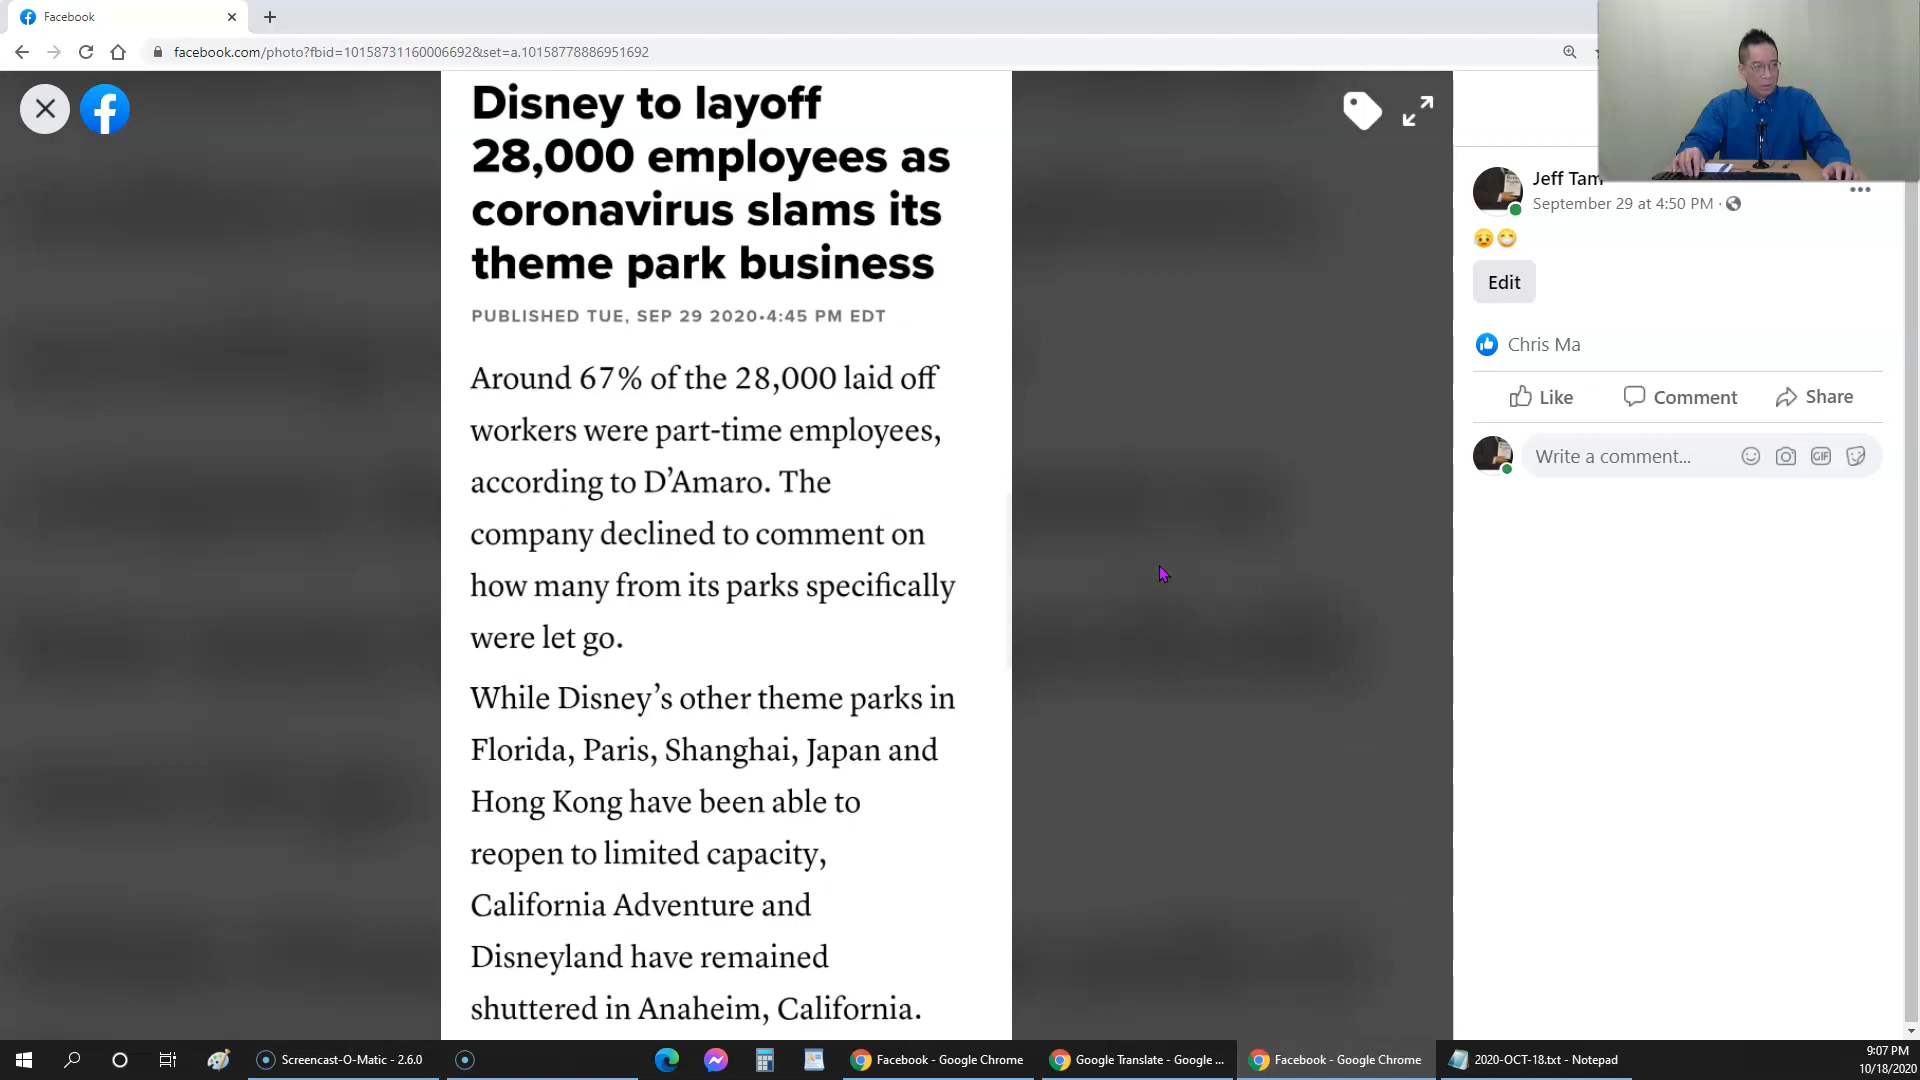 Facebook
facebook.com/photo?fbid=10158731160006692&set=a.10158778886951692
Disney to layoff
28,000 employees as
coronavirus slams its
theme park business
PUBLISHED TUE, SEP 29 2020•4:45 PM EDT
Around 67% of the 28,000 laid off
workers were part-time employees,
according to D’Amaro. The
company declined to comment on
how many from its parks specifically
were let go.
While Disney’s other theme parks in
Florida, Paris, Shanghai, Japan and
Hong Kong have been able to
reopen to limited capacity,
California Adventure and
Disneyland have remained
shuttered in Anaheim, California.
Jeff Tam
September 29 at 4:50 PM ·
Edit
Chris Ma
Like Comment Share
Write a comment...
GIF
Screencast-O-Matic - 2.6.0
Facebook - Google Chrome
Google Translate - Google ...
Facebook - Google Chrome
2020-OCT-18.txt - Notepad
9:07 PM
10/18/2020